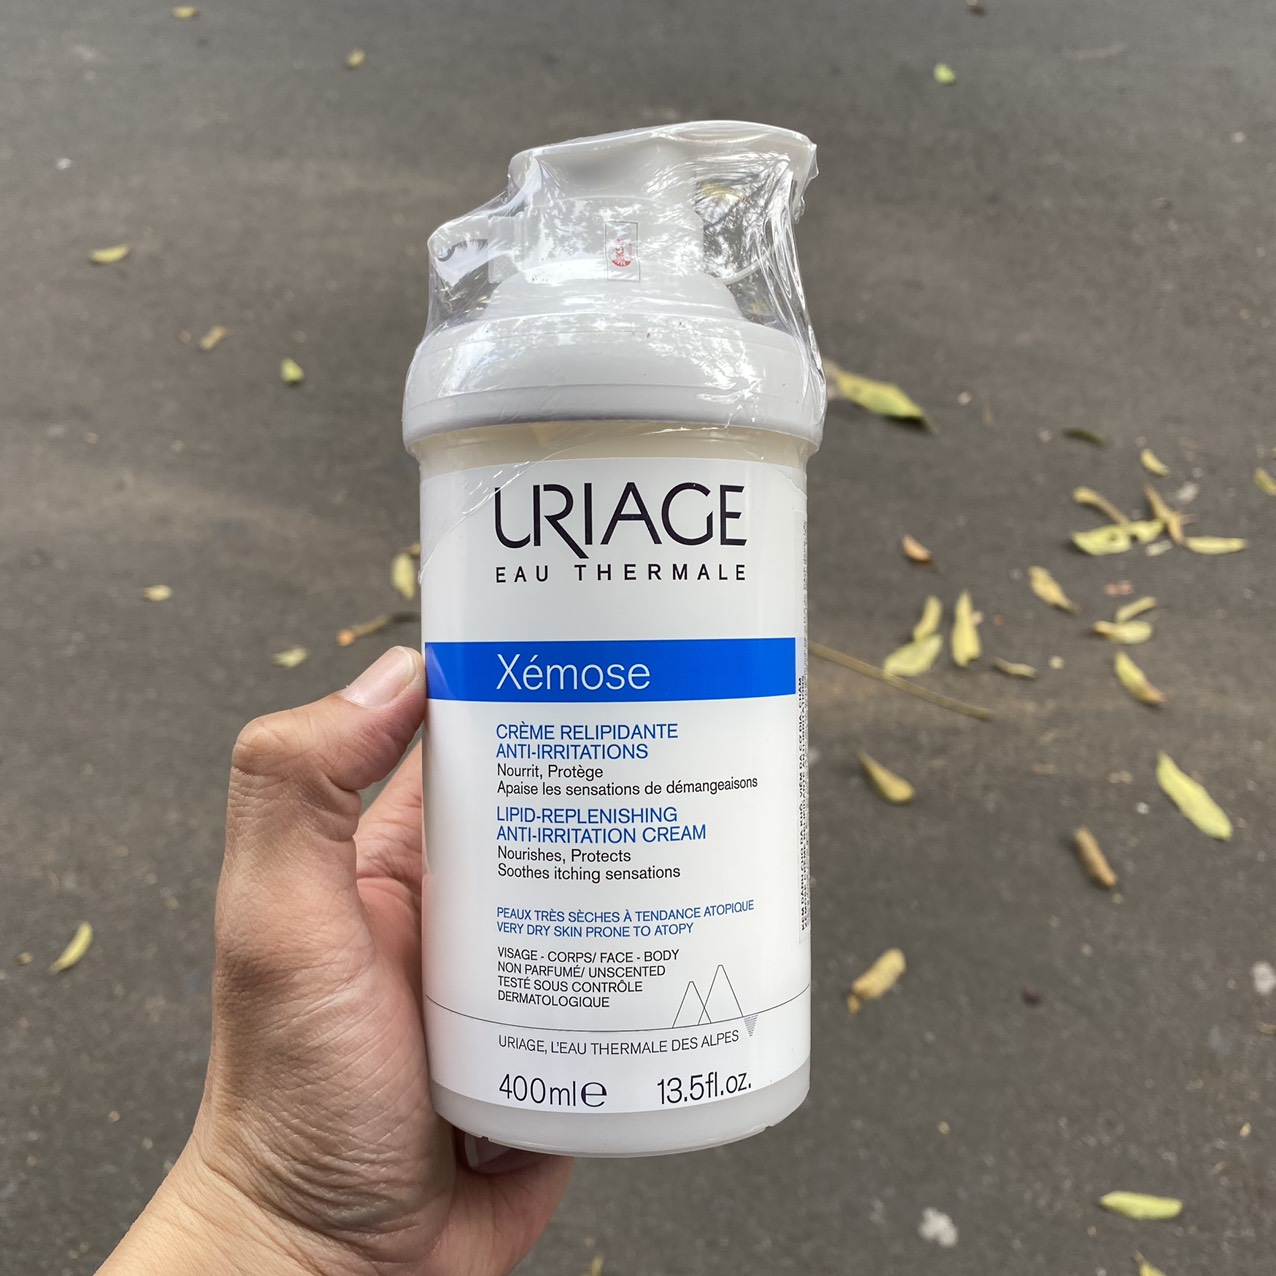 URIAGE
EAU THERMALE
Xémose
CRÈME RELIPIDANTE
ANTI-IRRITATIONS
Nourrit, Protège
Apaise les sensations de démangeaisons
LIPID-REPLENISHING
ANTI-IRRITATION CREAM
Nourishes, Protects
Soothes itching sensations
PEAUX TRÈS SÈCHES À TENDANCE ATOPIQUE
VERY DRY SKIN PRONE TO ATOPY
VISAGE - CORPS/ FACE - BODY
NON PARFUMÉ/ UNSCENTED
TESTÉ SOUS CONTRÔLE
DERMATOLOGIQUE
URIAGE, L'EAU THERMALE DES ALPES
400ml℮ 13.5fl.oz.